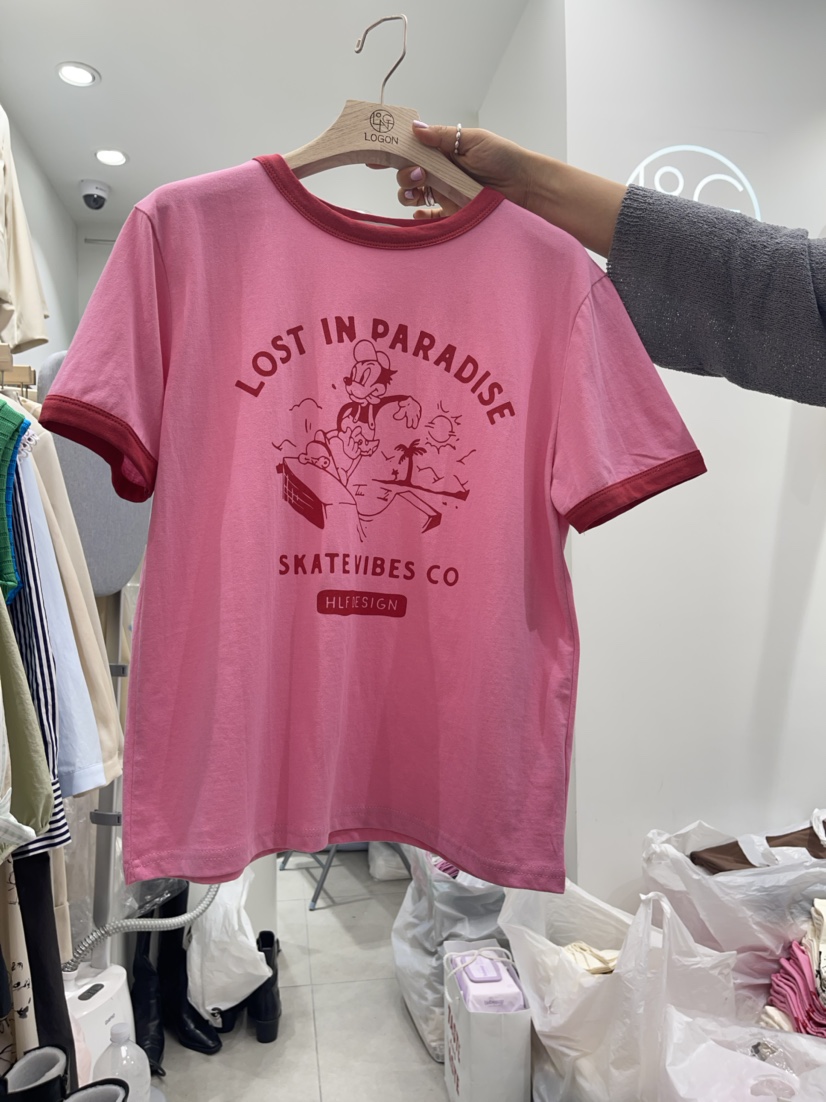 LOGON
LOST IN PARADISE
SKATEVIBES CO
HLFDESIGN